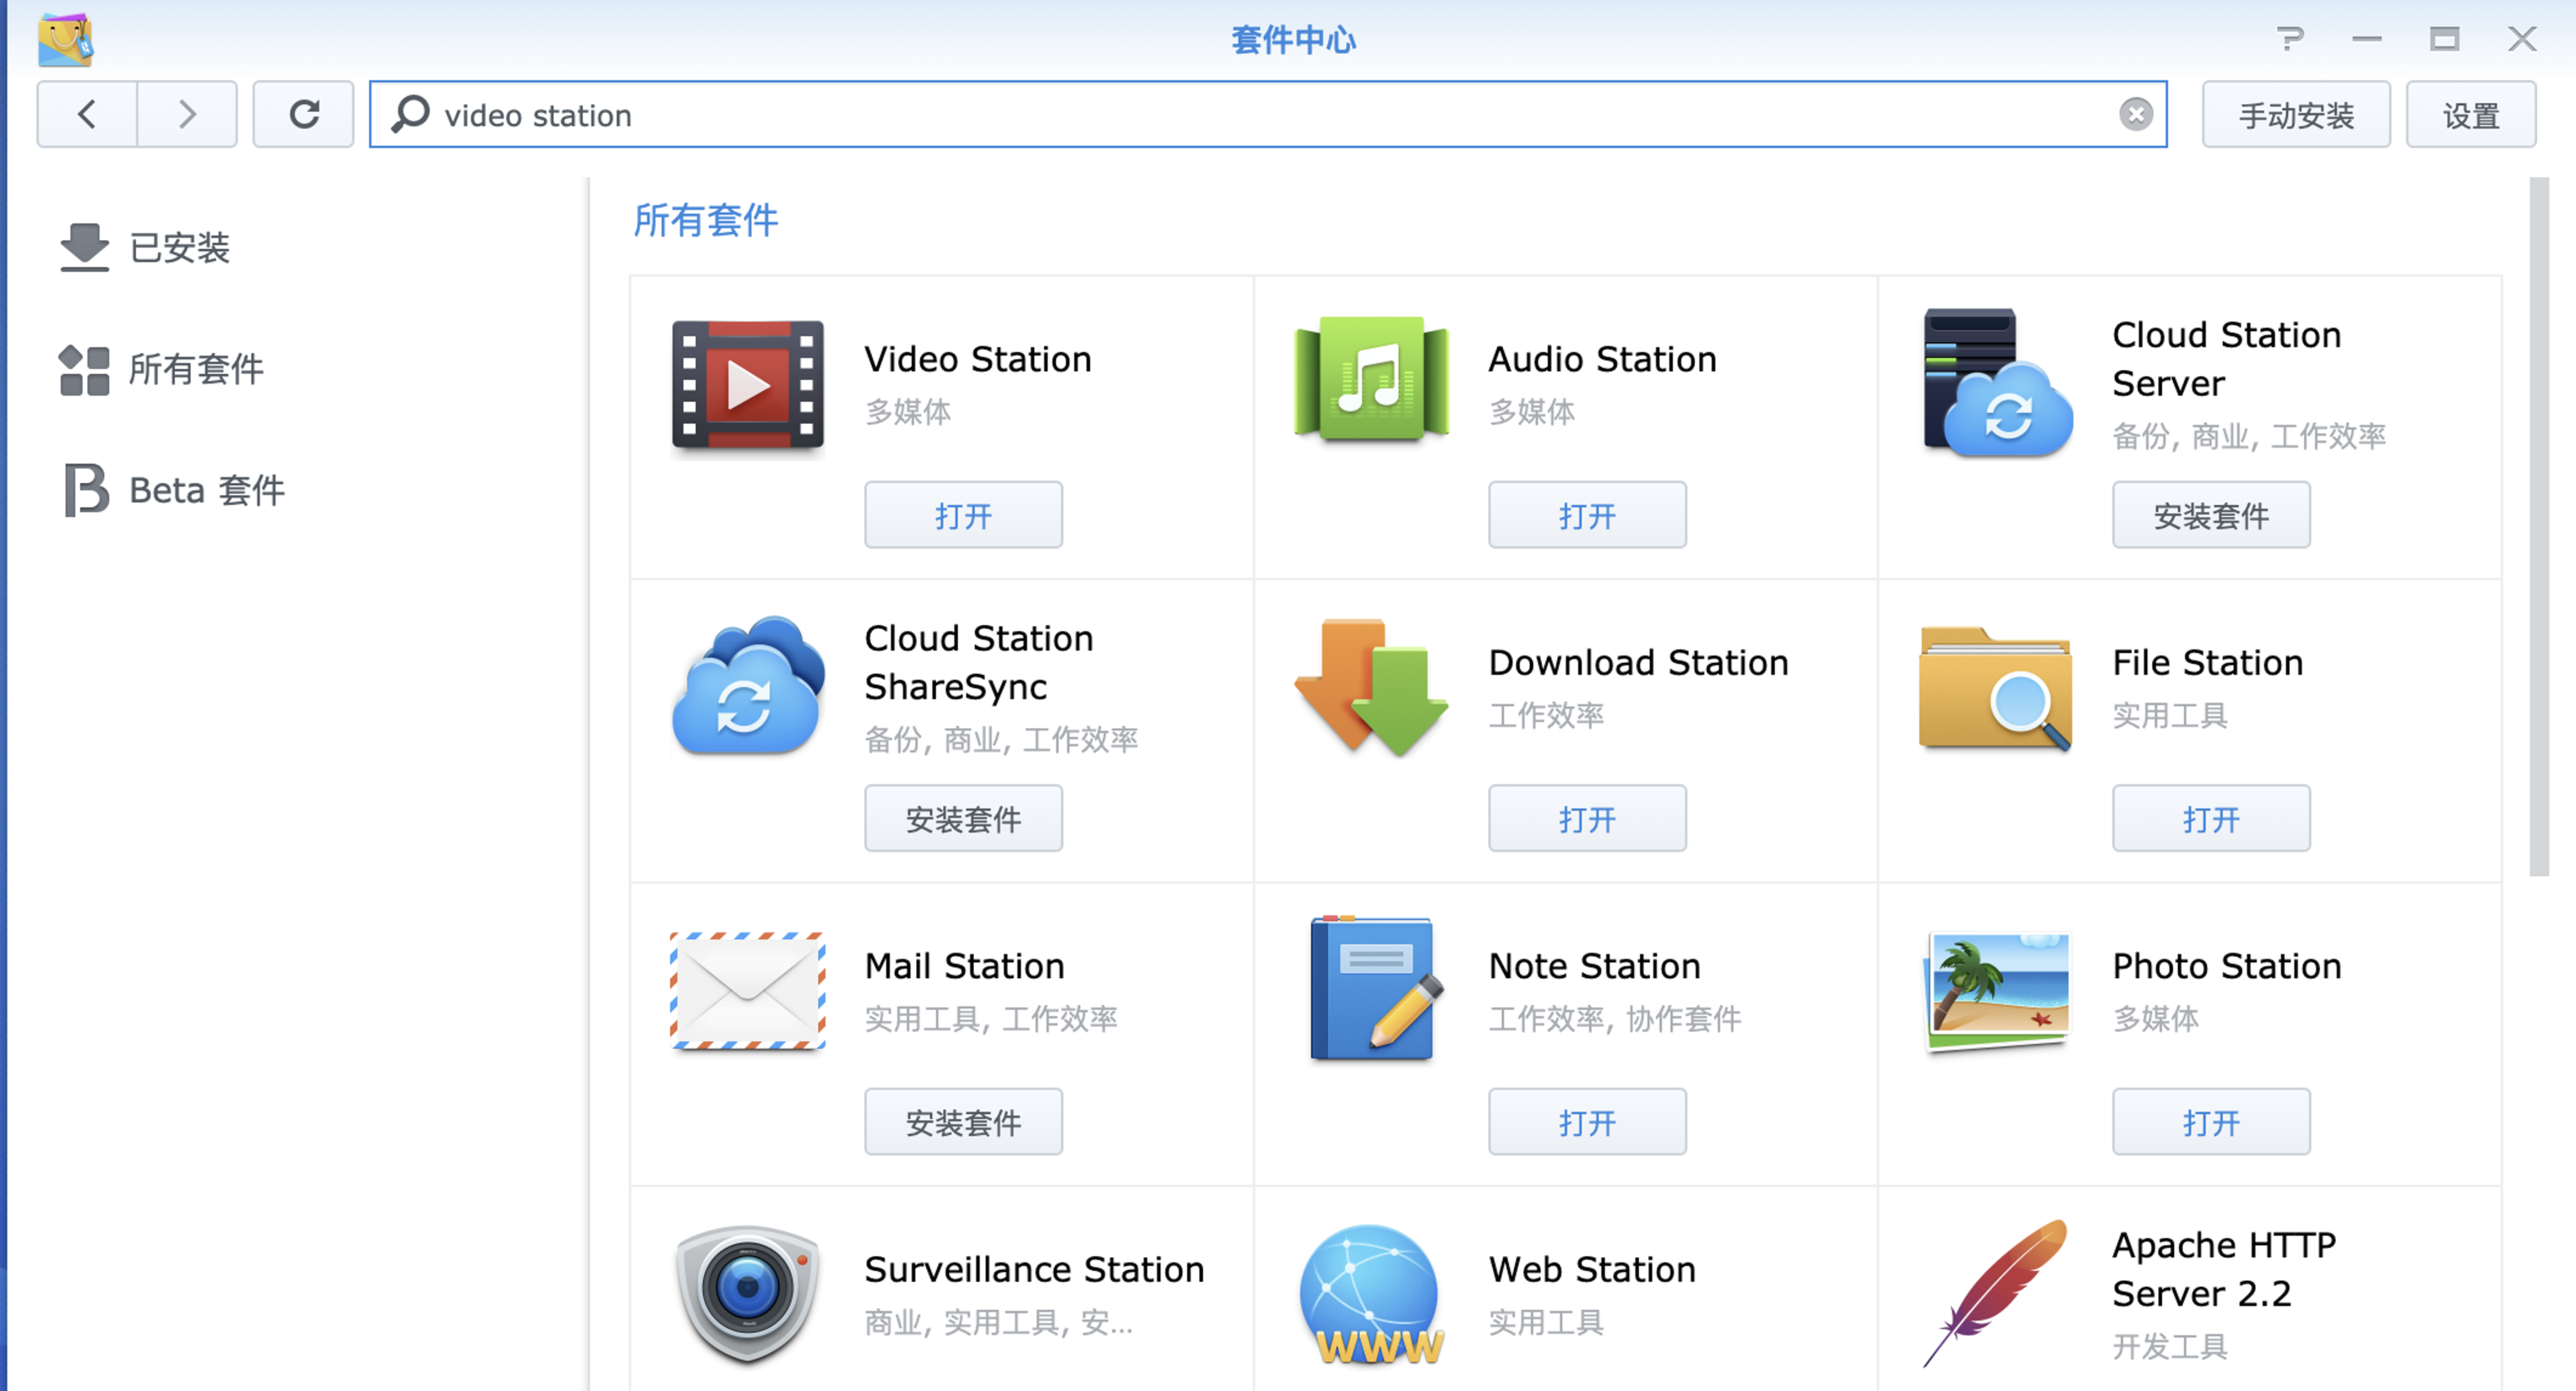 套件中心
video station
手动安装
设置
已安装
所有套件
Beta 套件
所有套件
Video Station
多媒体
打开
Audio Station
多媒体
打开
Cloud Station
Server
备份, 商业, 工作效率
安装套件
Cloud Station
ShareSync
备份, 商业, 工作效率
安装套件
Download Station
工作效率
打开
File Station
实用工具
打开
Mail Station
实用工具, 工作效率
安装套件
Note Station
工作效率, 协作套件
打开
Photo Station
多媒体
打开
Surveillance Station
商业, 实用工具, 安...
WWW
Web Station
实用工具
Apache HTTP
Server 2.2
开发工具